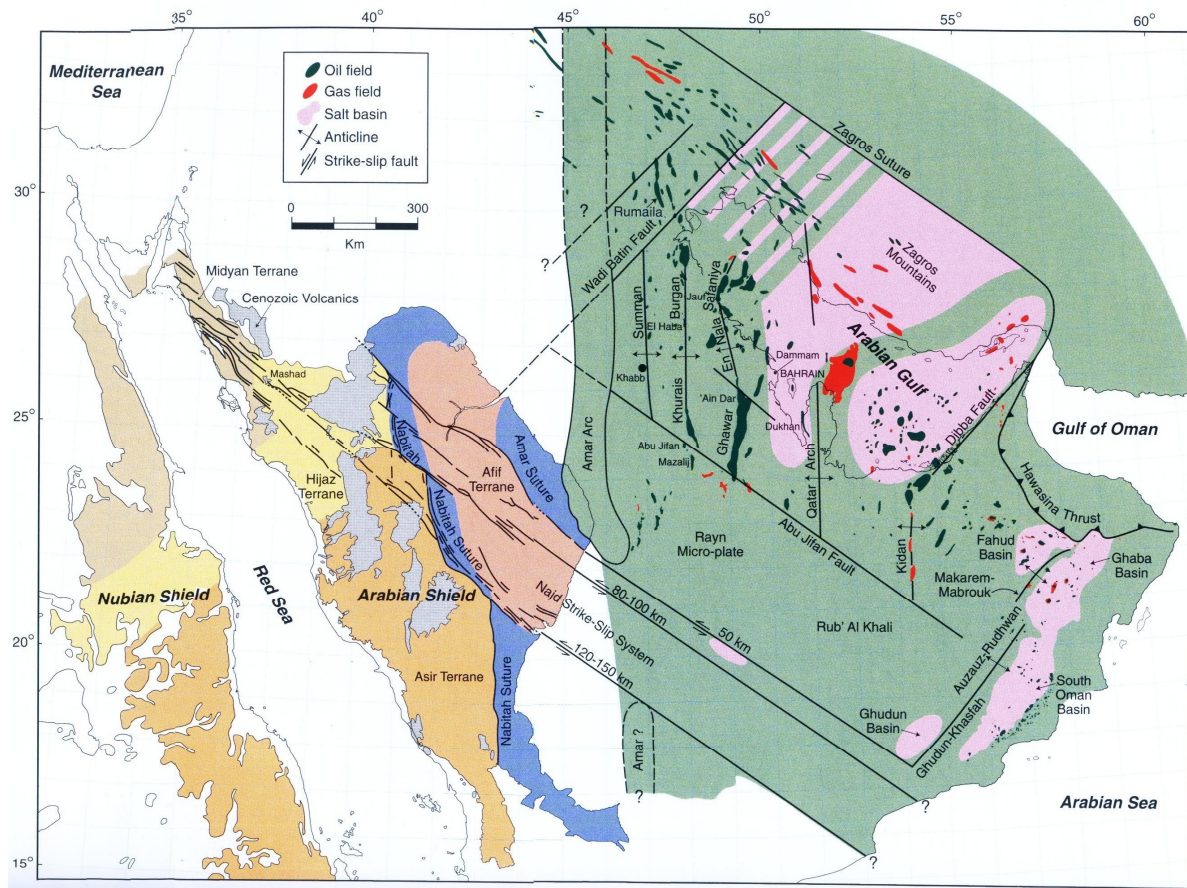 35°
40°
45°
50°
55°
60°
Mediterranean
Sea
Oil field
Gas field
Salt basin
Anticline
Strike-slip fault
0
300
Km
30°
25°
20°
15°
Midyan Terrane
Cenozoic Volcanics
Mashad
Hijaz
Terrane
Nubian Shield
Red Sea
Arabian Shield
Asir Terrane
Afif
Terrane
Nabitah
Nabitah Suture
Nabitah Suture
Amar Suture
Najd Strike-Slip System
80-100 km
50 km
120-150 km
Amar Arc
Amar ?
?
?
?
?
?
Zagros Suture
Rumaila
Wadi Batin Fault
Summan
El Haba
Khabb
Burgan
Khurais
Jauf
Safaniya
En Nala
'Ain Dar
Ghawar
Abu Jifan
Mazalij
Dammam
BAHRAIN
Dukhan
Qatar Arch
Arabian Gulf
Zagros
Mountains
Abu Jifan Fault
Rayn
Micro-plate
Rub' Al Khali
Kidan
Dibba Fault
Gulf of Oman
Hawasina Thrust
Fahud
Basin
Ghaba
Basin
Makarem-
Mabrouk
Auzauz-Rudhwan
Ghudun-Khasfah
Ghudun
Basin
South
Oman
Basin
Arabian Sea